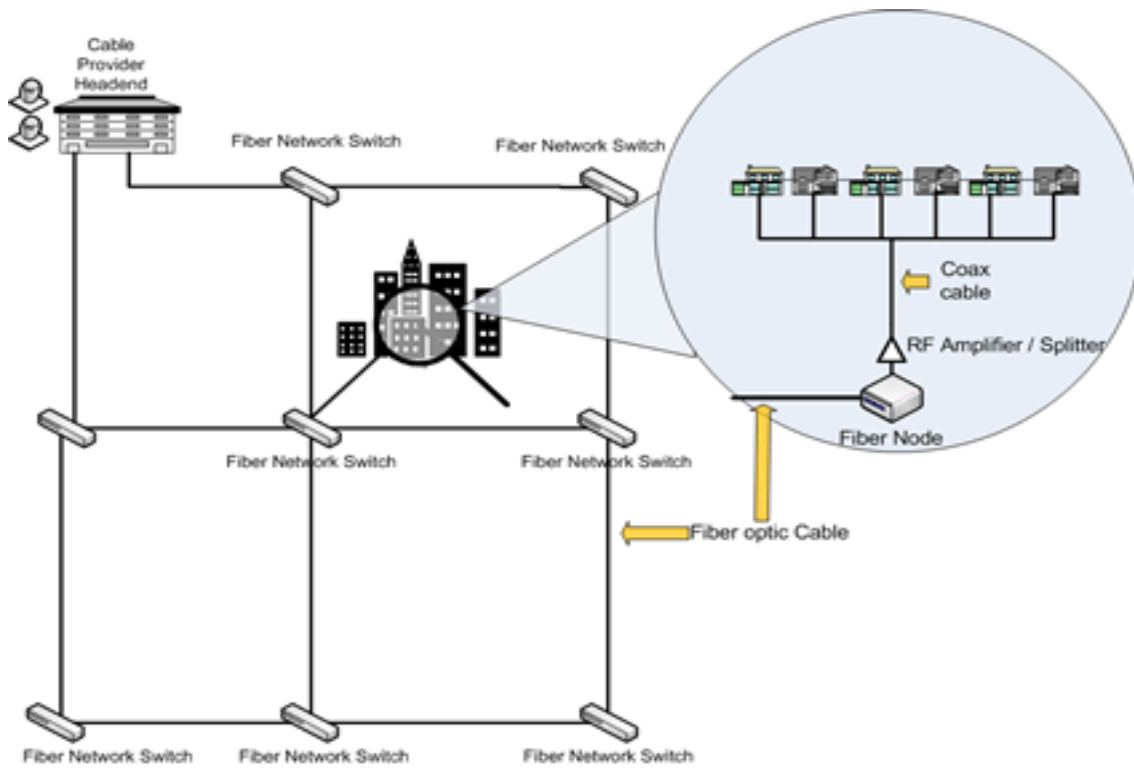 Cable
Provider
Headend
Fiber Network Switch
Fiber Network Switch
Coax
cable
RF Amplifier / Splitter
Fiber Node
Fiber Network Switch
Fiber Network Switch
Fiber optic Cable
Fiber Network Switch
Fiber Network Switch
Fiber Network Switch